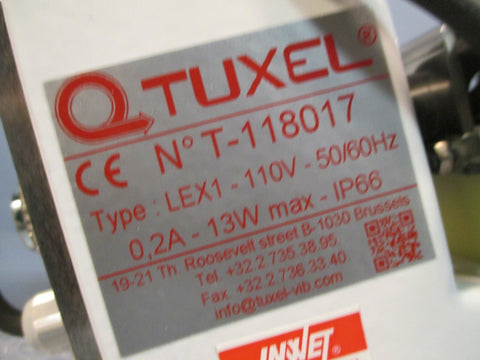 TUXEL®
CE N° T-118017
Type : LEX1 - 110V - 50/60Hz
0,2A - 13W max - IP66
19-21 Th. Roosevelt street B-1030 Brussels
Tel. +32.2.735.38.95
Fax. +32.2.736.33.40
info@tuxel-vib.com